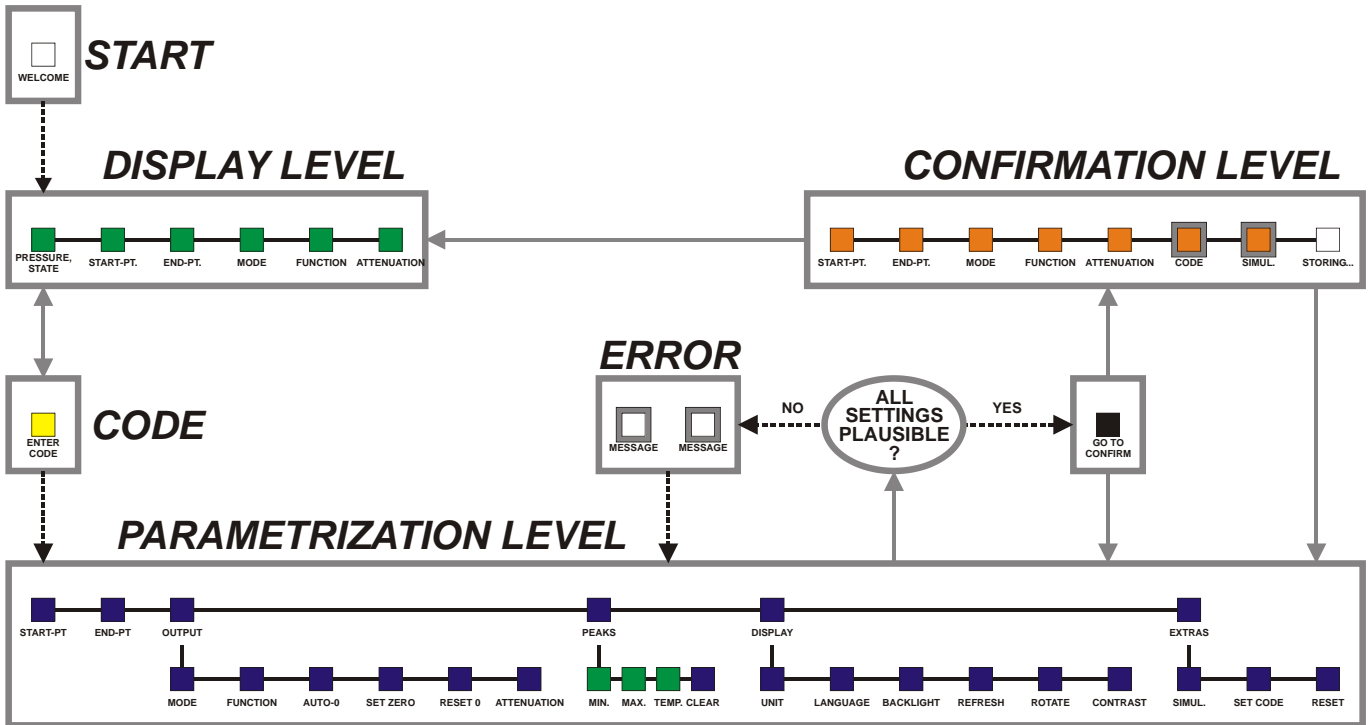 START
WELCOME
DISPLAY LEVEL
CONFIRMATION LEVEL
PRESSURE,
STATE
START-PT.
END-PT.
MODE
FUNCTION
ATTENUATION
START-PT.
END-PT.
MODE
FUNCTION
ATTENUATION
CODE
SIMUL.
STORING...
ERROR
MESSAGE
MESSAGE
NO
ALL
SETTINGS
PLAUSIBLE
?
YES
GO TO
CONFIRM
CODE
ENTER
CODE
PARAMETRIZATION LEVEL
START-PT
END-PT
OUTPUT
PEAKS
DISPLAY
EXTRAS
MODE
FUNCTION
AUTO-0
SET ZERO
RESET 0
ATTENUATION
MIN.
MAX.
TEMP.
CLEAR
UNIT
LANGUAGE
BACKLIGHT
REFRESH
ROTATE
CONTRAST
SIMUL.
SET CODE
RESET